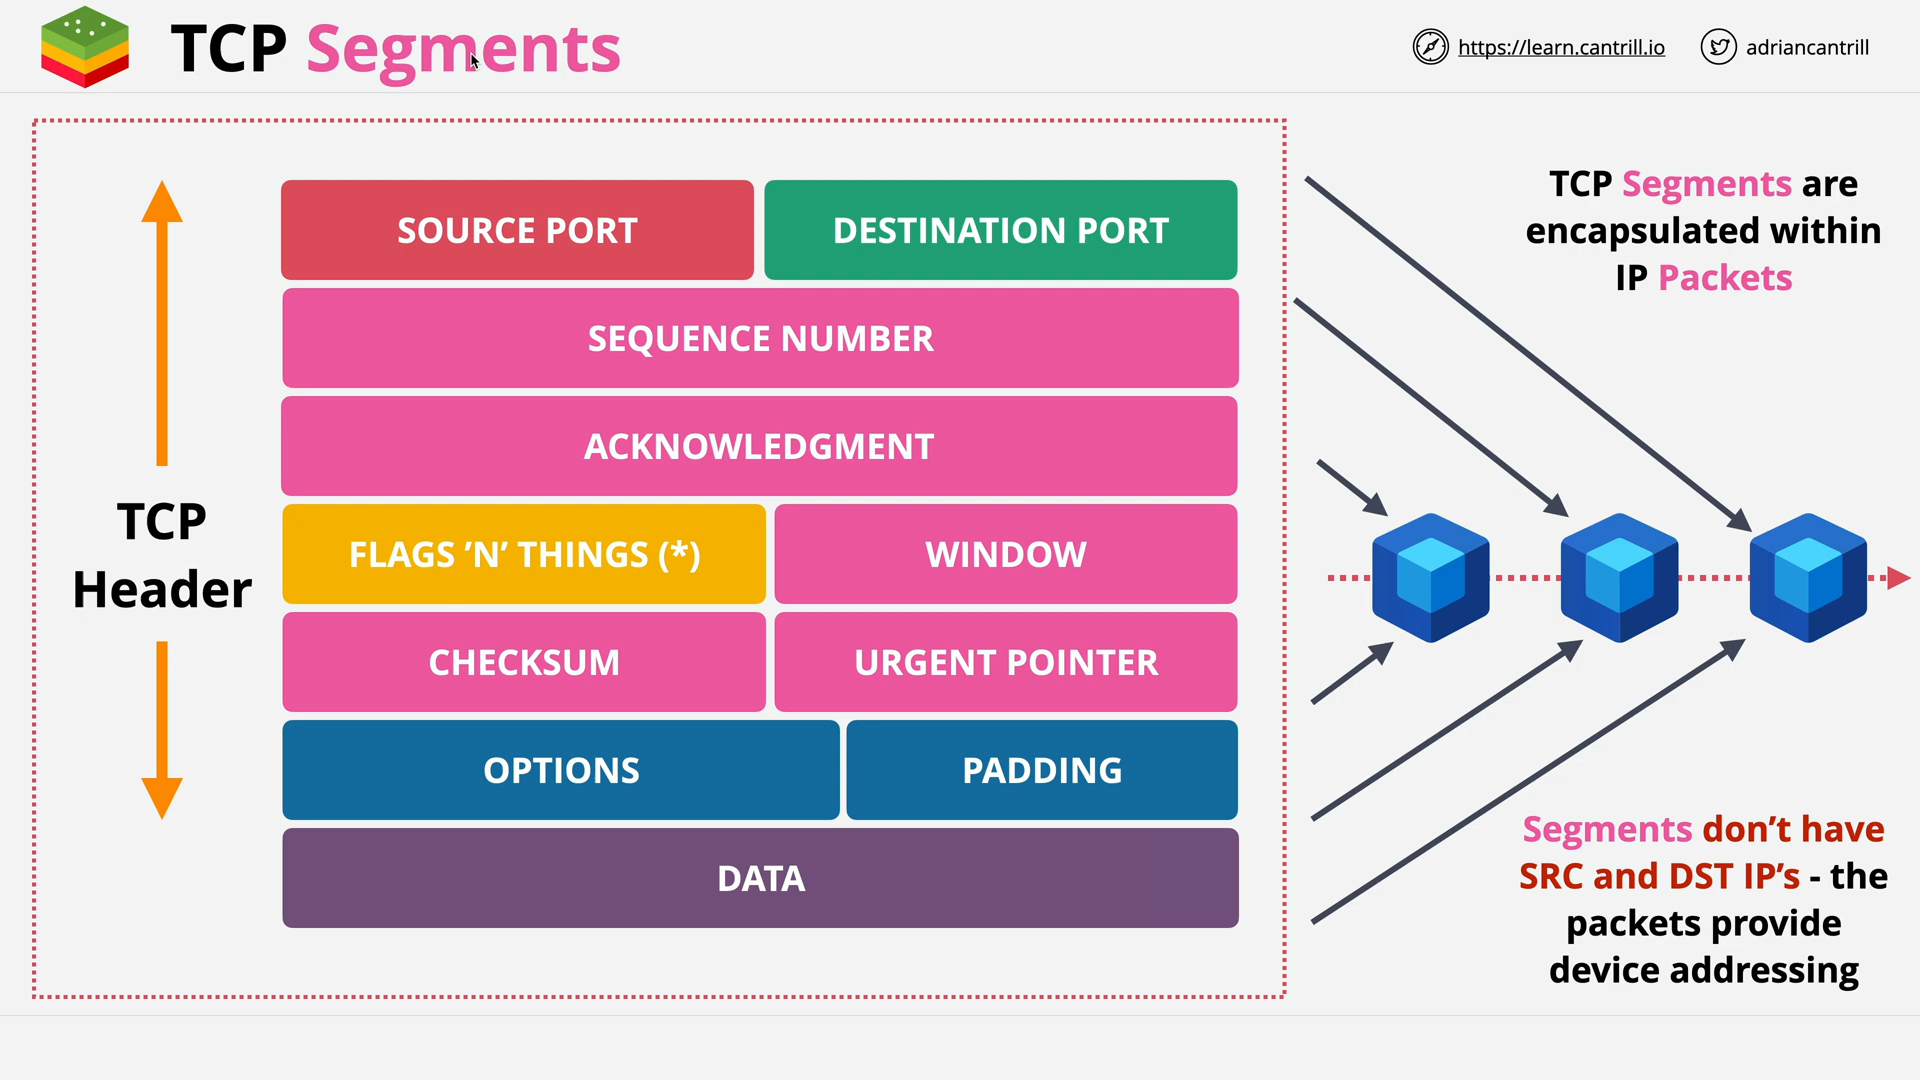 TCP Segments
https://learn.cantrill.io
adriancantrill
SOURCE PORT
DESTINATION PORT
SEQUENCE NUMBER
ACKNOWLEDGMENT
FLAGS ’N’ THINGS (*)
WINDOW
CHECKSUM
URGENT POINTER
OPTIONS
PADDING
DATA
TCP
Header
TCP Segments are
encapsulated within
IP Packets
Segments don’t have
SRC and DST IP’s - the
packets provide
device addressing